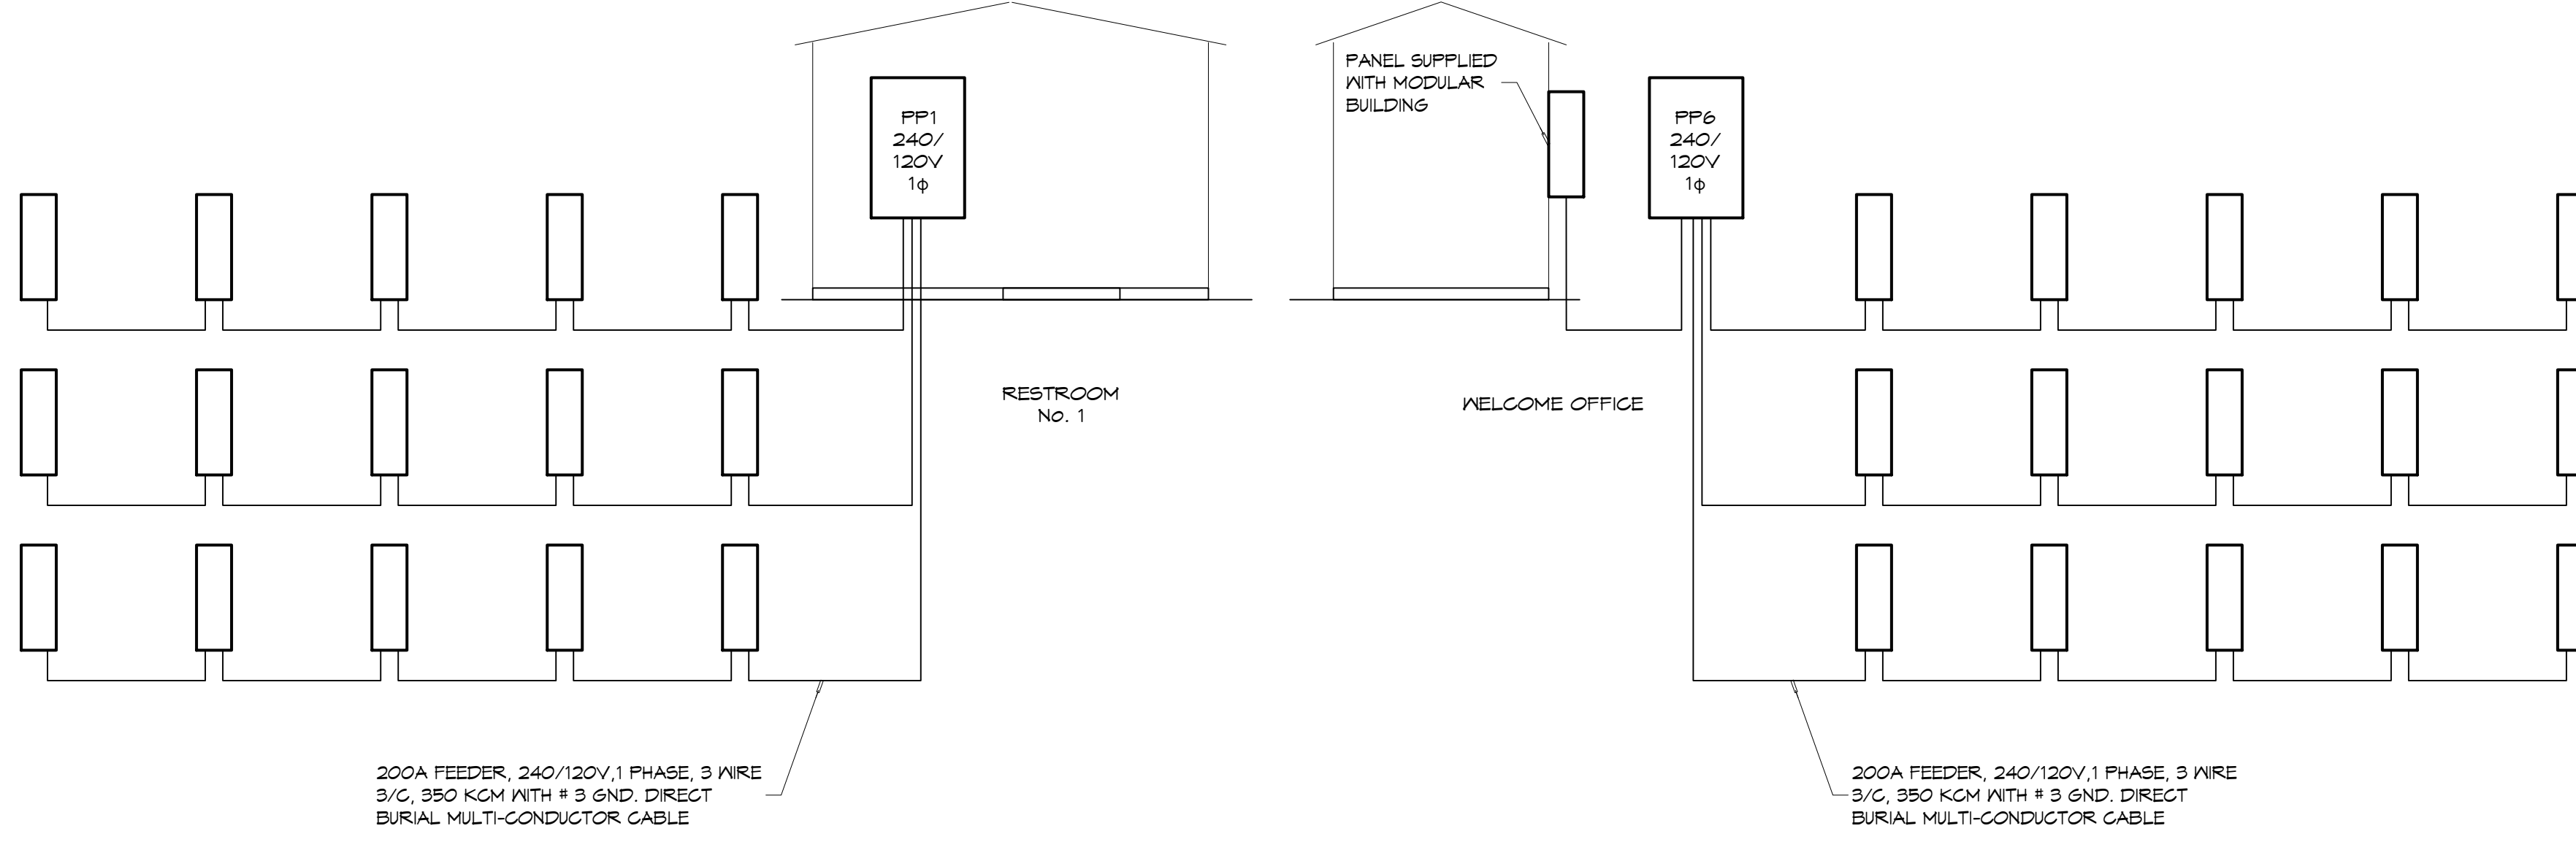 PANEL SUPPLIED
WITH MODULAR
BUILDING
PP1
240/
120V
1ϕ
PP6
240/
120V
1ϕ
RESTROOM
No. 1
WELCOME OFFICE
200A FEEDER, 240/120V,1 PHASE, 3 WIRE
3/C, 350 KCM WITH # 3 GND. DIRECT
BURIAL MULTI-CONDUCTOR CABLE
200A FEEDER, 240/120V,1 PHASE, 3 WIRE
3/C, 350 KCM WITH # 3 GND. DIRECT
BURIAL MULTI-CONDUCTOR CABLE